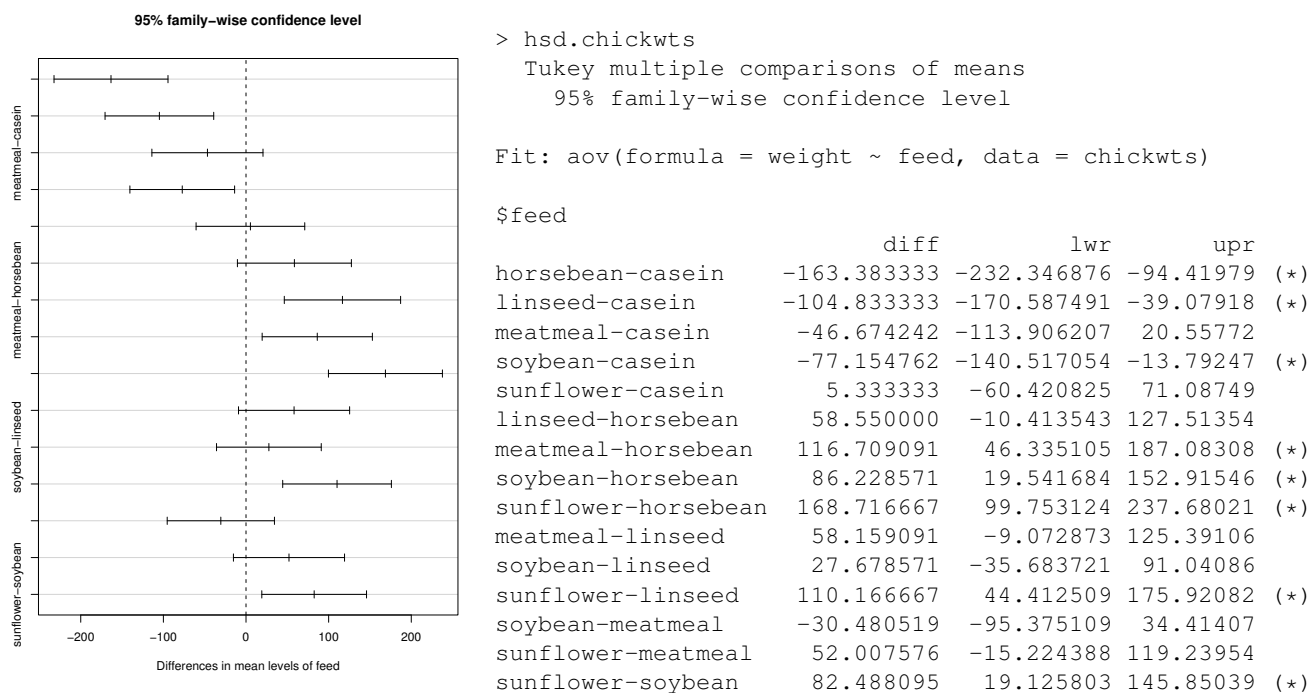 95% family−wise confidence level
meatmeal−casein
meatmeal−horsebean
soybean−linseed
sunflower−soybean
−200 −100 0 100 200
Differences in mean levels of feed
> hsd.chickwts
Tukey multiple comparisons of means
95% family-wise confidence level
Fit: aov(formula = weight ~ feed, data = chickwts)
$feed
diff lwr upr
horsebean-casein -163.383333 -232.346876 -94.41979 (*)
linseed-casein -104.833333 -170.587491 -39.07918 (*)
meatmeal-casein -46.674242 -113.906207 20.55772
soybean-casein -77.154762 -140.517054 -13.79247 (*)
sunflower-casein 5.333333 -60.420825 71.08749
linseed-horsebean 58.550000 -10.413543 127.51354
meatmeal-horsebean 116.709091 46.335105 187.08308 (*)
soybean-horsebean 86.228571 19.541684 152.91546 (*)
sunflower-horsebean 168.716667 99.753124 237.68021 (*)
meatmeal-linseed 58.159091 -9.072873 125.39106
soybean-linseed 27.678571 -35.683721 91.04086
sunflower-linseed 110.166667 44.412509 175.92082 (*)
soybean-meatmeal -30.480519 -95.375109 34.41407
sunflower-meatmeal 52.007576 -15.224388 119.23954
sunflower-soybean 82.488095 19.125803 145.85039 (*)